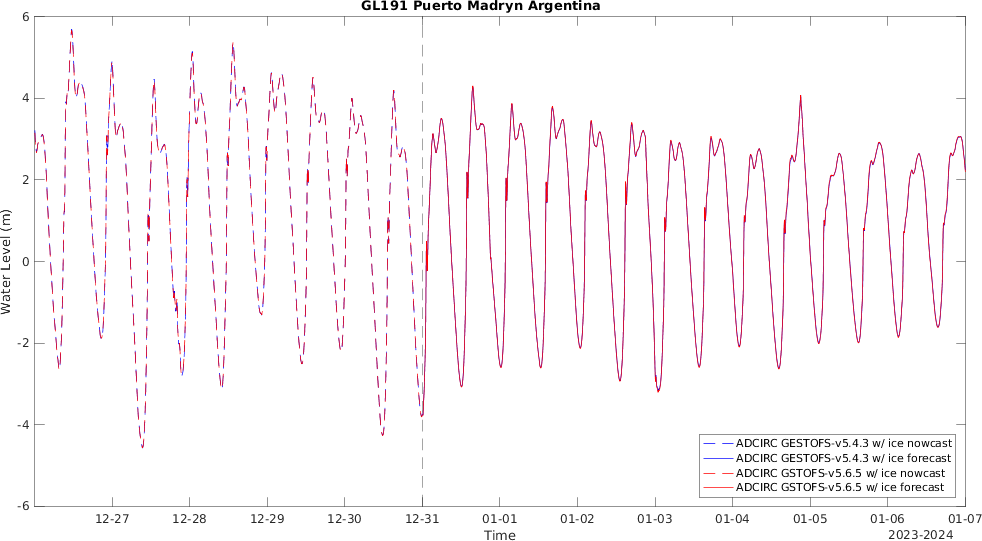 GL191 Puerto Madryn Argentina
6
4
2
0
-2
-4
-6
Water Level (m)
ADCIRC GESTOFS-v5.4.3 w/ ice nowcast
ADCIRC GESTOFS-v5.4.3 w/ ice forecast
ADCIRC GSTOFS-v5.6.5 w/ ice nowcast
ADCIRC GSTOFS-v5.6.5 w/ ice forecast
12-27 12-28 12-29 12-30 12-31 01-01 01-02 01-03 01-04 01-05 01-06 01-07
Time
2023-2024